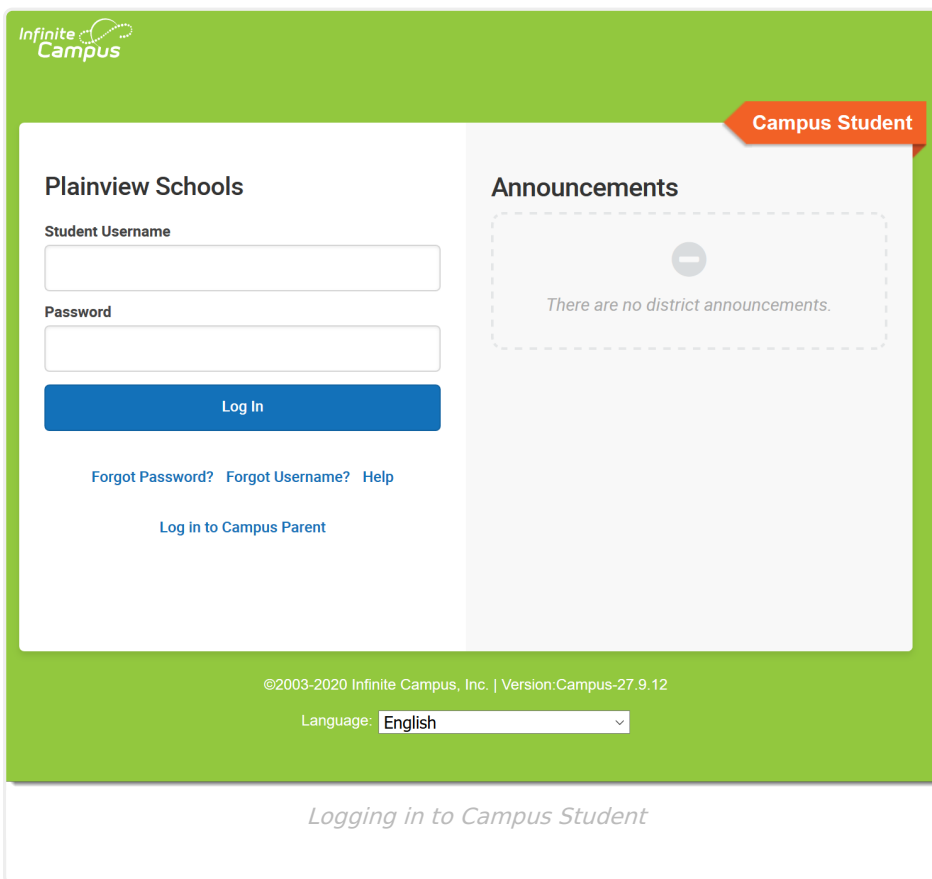 Infinite
Campus
Campus Student
Plainview Schools
Student Username
Password
Log In
Forgot Password? Forgot Username? Help
Log in to Campus Parent
Announcements
There are no district announcements.
©2003-2020 Infinite Campus, Inc. | Version:Campus-27.9.12
Language: English
Logging in to Campus Student